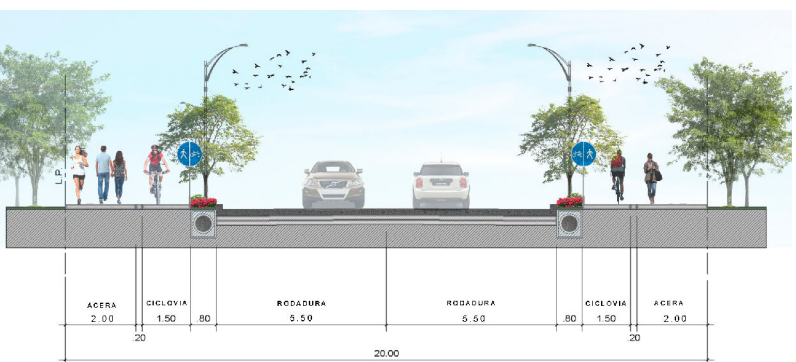 LP
ACERA CICLOVIA RODADURA RODADURA CICLOVIA ACERA
2.00 1.50 .80 5.50 5.50 .80 1.50 2.00
.20 .20
20.00